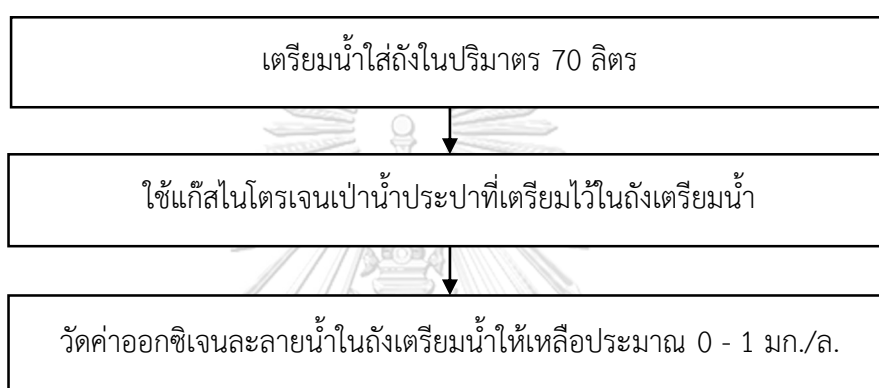 เตรียมน้ำใส่ถังในปริมาตร 70 ลิตร
ใช้แก๊สไนโตรเจนเป่าน้ำประปาที่เตรียมไว้ในถังเตรียมน้ำ
วัดค่าออกซิเจนละลายน้ำในถังเตรียมน้ำให้เหลือประมาณ 0 - 1 มก./ล.